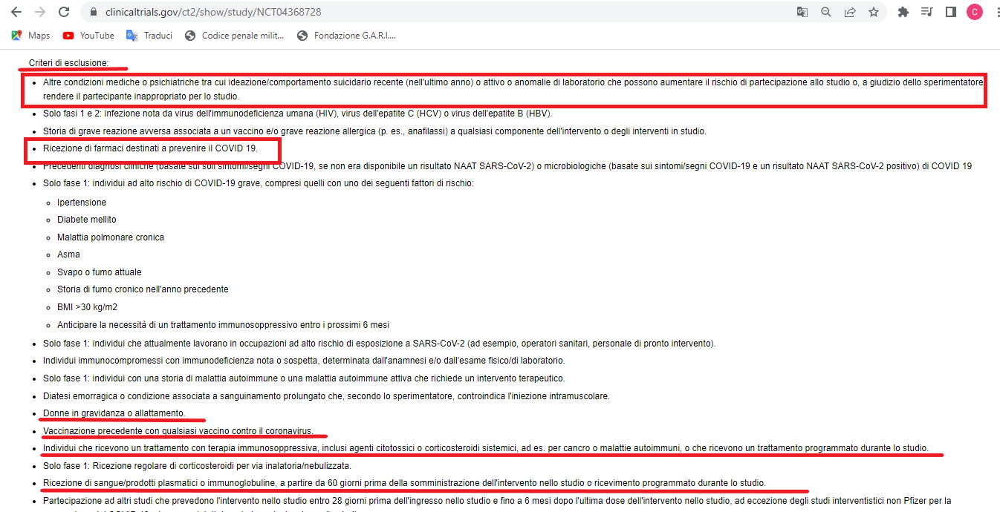 clinicaltrials.gov/ct2/show/study/NCT04368728
C
Maps YouTube Traduci Codice penale milit... Fondazione G.A.R.I....
Criteri di esclusione:
Altre condizioni mediche o psichiatriche tra cui ideazione/comportamento suicidario recente (nell'ultimo anno) o attivo o anomalie di laboratorio che possono aumentare il rischio di partecipazione allo studio o, a giudizio dello sperimentatore
rendere il partecipante inappropriato per lo studio.
Solo fasi 1 e 2: infezione nota da virus dell'immunodeficienza umana (HIV), virus dell'epatite C (HCV) o virus dell'epatite B (HBV).
Storia di grave reazione avversa associata a un vaccino e/o grave reazione allergica (p. es., anafilassi) a qualsiasi componente dell'intervento o degli interventi in studio.
Ricezione di farmaci destinati a prevenire il COVID 19.
Precedenti diagnosi cliniche (basate sui soli sintomi/segni COVID-19, se non era disponibile un risultato NAAT SARS-CoV-2) o microbiologiche (basate sui sintomi/segni COVID-19 e un risultato NAAT SARS-CoV-2 positivo) di COVID 19
Solo fase 1: individui ad alto rischio di COVID-19 grave, compresi quelli con uno dei seguenti fattori di rischio:
Ipertensione
Diabete mellito
Malattia polmonare cronica
Asma
Svapo o fumo attuale
Storia di fumo cronico nell'anno precedente
BMI >30 kg/m2
Anticipare la necessità di un trattamento immunosoppressivo entro i prossimi 6 mesi
Solo fase 1: individui che attualmente lavorano in occupazioni ad alto rischio di esposizione a SARS-CoV-2 (ad esempio, operatori sanitari, personale di pronto intervento).
Individui immunocompromessi con immunodeficienza nota o sospetta, determinata dall'anamnesi e/o dall'esame fisico/di laboratorio.
Solo fase 1: individui con una storia di malattia autoimmune o una malattia autoimmune attiva che richiede un intervento terapeutico.
Diatesi emorragica o condizione associata a sanguinamento prolungato che, secondo lo sperimentatore, controindica l'iniezione intramuscolare.
Donne in gravidanza o allattamento.
Vaccinazione precedente con qualsiasi vaccino contro il coronavirus.
Individui che ricevono un trattamento con terapia immunosoppressiva, inclusi agenti citotossici o corticosteroidi sistemici, ad es. per cancro o malattie autoimmuni, o che ricevono un trattamento programmato durante lo studio.
Solo fase 1: Ricezione regolare di corticosteroidi per via inalatoria/nebulizzata.
Ricezione di sangue/prodotti plasmatici o immunoglobuline, a partire da 60 giorni prima della somministrazione dell'intervento nello studio o ricevimento programmato durante lo studio.
Partecipazione ad altri studi che prevedono l'intervento nello studio entro 28 giorni prima dell'ingresso nello studio e fino a 6 mesi dopo l'ultima dose dell'intervento nello studio, ad eccezione degli studi interventistici non Pfizer per la